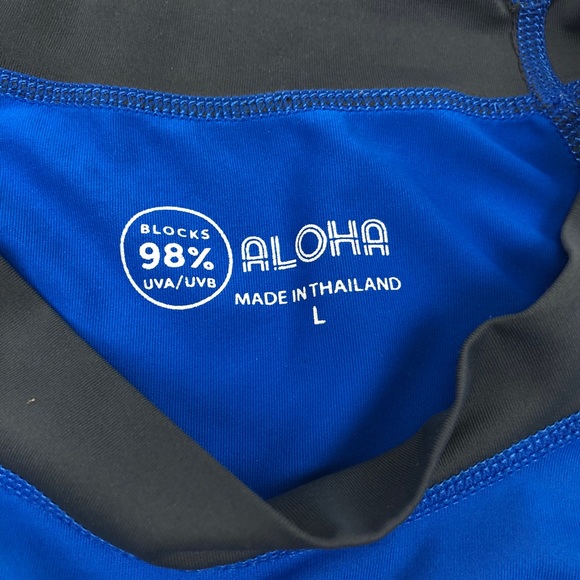 BLOCKS
98%
UVA/UVB
ALOHA
MADE IN THAILAND
L